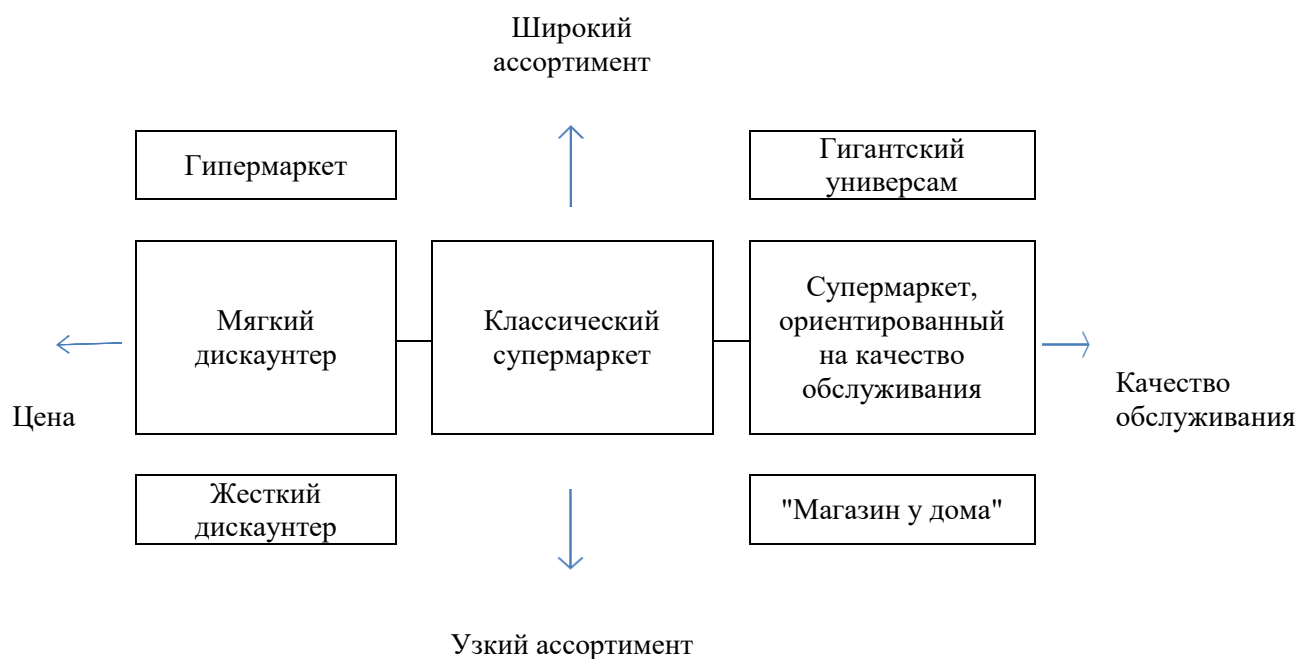 Широкий
ассортимент
Гипермаркет
Гигантский
универсам
Мягкий
дискаунтер
Классический
супермаркет
Супермаркет,
ориентированный
на качество
обслуживания
Цена
Качество
обслуживания
Жесткий
дискаунтер
"Магазин у дома"
Узкий ассортимент